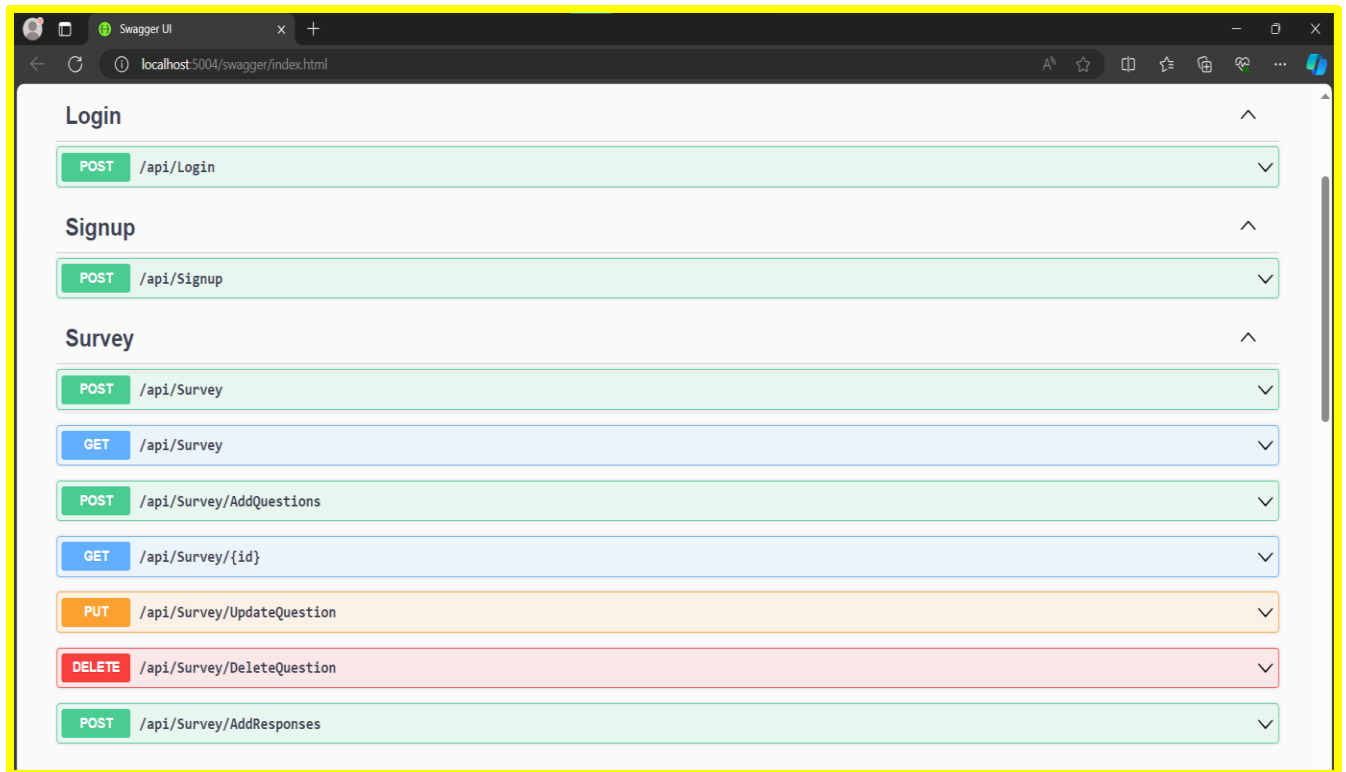 Swagger UI
localhost:5004/swagger/index.html
Login
POST /api/Login
Signup
POST /api/Signup
Survey
POST /api/Survey
GET /api/Survey
POST /api/Survey/AddQuestions
GET /api/Survey/{id}
PUT /api/Survey/UpdateQuestion
DELETE /api/Survey/DeleteQuestion
POST /api/Survey/AddResponses